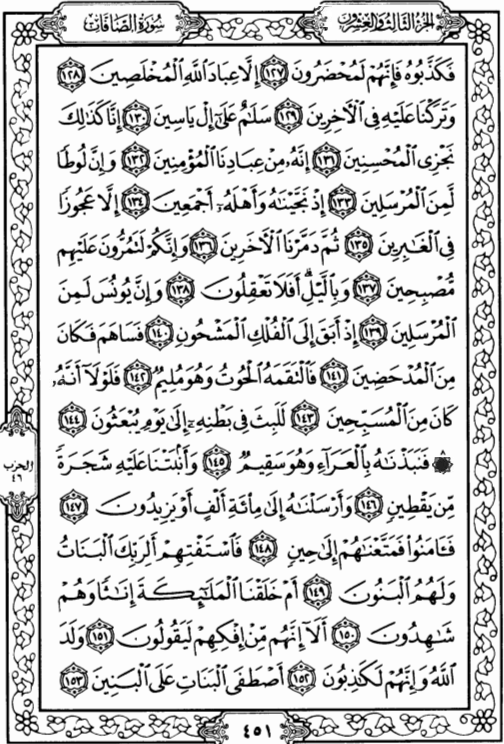 الجزء الثالث والعشرون
سورة الصافات
فَكَذَّبُوهُ فَإِنَّهُمْ لَمُحْضَرُونَ ١٢٧ إِلَّا عِبَادَ ٱللَّهِ ٱلْمُخْلَصِينَ ١٢٨
وَتَرَكْنَا عَلَيْهِ فِى ٱلْءَاخِرِينَ ١٢٩ سَلَٰمٌ عَلَىٰٓ إِلْ يَاسِينَ ١٣٠ إِنَّا كَذَٰلِكَ
نَجْزِى ٱلْمُحْسِنِينَ ١٣١ إِنَّهُۥ مِنْ عِبَادِنَا ٱلْمُؤْمِنِينَ ١٣٢ وَإِنَّ لُوطًا
لَّمِنَ ٱلْمُرْسَلِينَ ١٣٣ إِذْ نَجَّيْنَٰهُ وَأَهْلَهُۥٓ أَجْمَعِينَ ١٣٤ إِلَّا عَجُوزًا
فِى ٱلْغَٰبِرِينَ ١٣٥ ثُمَّ دَمَّرْنَا ٱلْءَاخَرِينَ ١٣٦ وَإِنَّكُمْ لَتَمُرُّونَ عَلَيْهِم
مُّصْبِحِينَ ١٣٧ وَبِٱلَّيْلِ ۗ أَفَلَا تَعْقِلُونَ ١٣٨ وَإِنَّ يُونُسَ لَمِنَ
ٱلْمُرْسَلِينَ ١٣٩ إِذْ أَبَقَ إِلَى ٱلْفُلْكِ ٱلْمَشْحُونِ ١٤٠ فَسَاهَمَ فَكَانَ
مِنَ ٱلْمُدْحَضِينَ ١٤١ فَٱلْتَقَمَهُ ٱلْحُوتُ وَهُوَ مُلِيمٌ ١٤٢ فَلَوْلَآ أَنَّهُۥ
كَانَ مِنَ ٱلْمُسَبِّحِينَ ١٤٣ لَلَبِثَ فِى بَطْنِهِۦٓ إِلَىٰ يَوْمِ يُبْعَثُونَ ١٤٤
۞ فَنَبَذْنَٰهُ بِٱلْعَرَآءِ وَهُوَ سَقِيمٌ ١٤٥ وَأَنۢبَتْنَا عَلَيْهِ شَجَرَةً
مِّن يَقْطِينٍ ١٤٦ وَأَرْسَلْنَٰهُ إِلَىٰ مِا۟ئَةِ أَلْفٍ أَوْ يَزِيدُونَ ١٤٧
فَـَٔامَنُوا۟ فَمَتَّعْنَٰهُمْ إِلَىٰ حِينٍ ١٤٨ فَٱسْتَفْتِهِمْ أَلِرَبِّكَ ٱلْبَنَاتُ
وَلَهُمُ ٱلْبَنُونَ ١٤٩ أَمْ خَلَقْنَا ٱلْمَلَٰٓئِكَةَ إِنَٰثًا وَهُمْ
شَٰهِدُونَ ١٥٠ أَلَآ إِنَّهُم مِّنْ إِفْكِهِمْ لَيَقُولُونَ ١٥١ وَلَدَ
ٱللَّهُ وَإِنَّهُمْ لَكَٰذِبُونَ ١٥٢ أَصْطَفَى ٱلْبَنَاتِ عَلَى ٱلْبَنِينَ ١٥٣
الحزب
٤٦
٤٥١